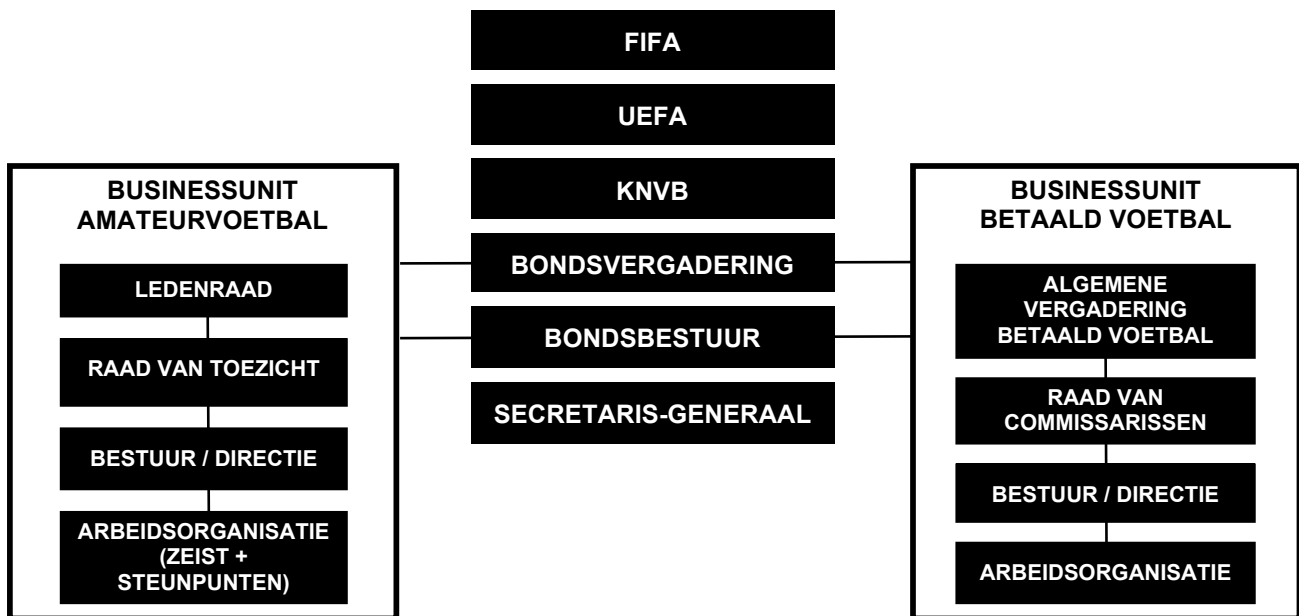 FIFA
UEFA
KNVB
BONDSVERGADERING
BONDSBESTUUR
SECRETARIS-GENERAAL
BUSINESSUNIT
AMATEURVOETBAL
LEDENRAAD
RAAD VAN TOEZICHT
BESTUUR / DIRECTIE
ARBEIDSORGANISATIE
(ZEIST +
STEUNPUNTEN)
BUSINESSUNIT
BETAALD VOETBAL
ALGEMENE
VERGADERING
BETAALD VOETBAL
RAAD VAN
COMMISSARISSEN
BESTUUR / DIRECTIE
ARBEIDSORGANISATIE